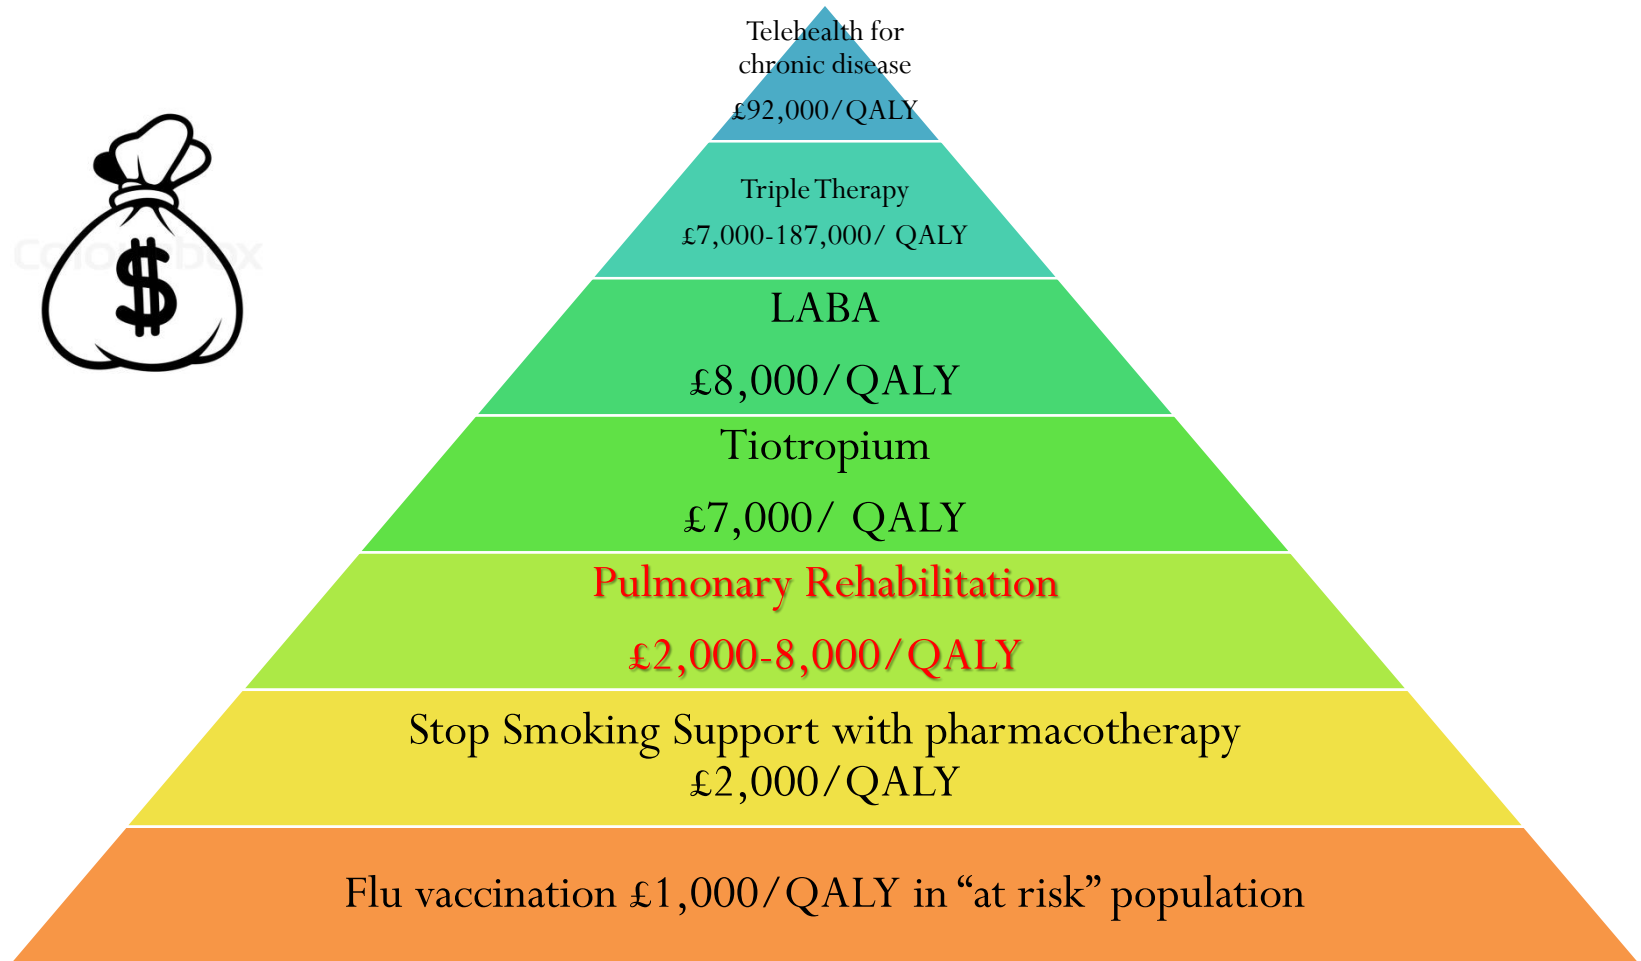 Telehealth for
chronic disease
£92,000/QALY
Triple Therapy
£7,000-187,000/ QALY
LABA
£8,000/QALY
Tiotropium
£7,000/ QALY
Pulmonary Rehabilitation
£2,000-8,000/QALY
Stop Smoking Support with pharmacotherapy
£2,000/QALY
Flu vaccination £1,000/QALY in “at risk” population
$